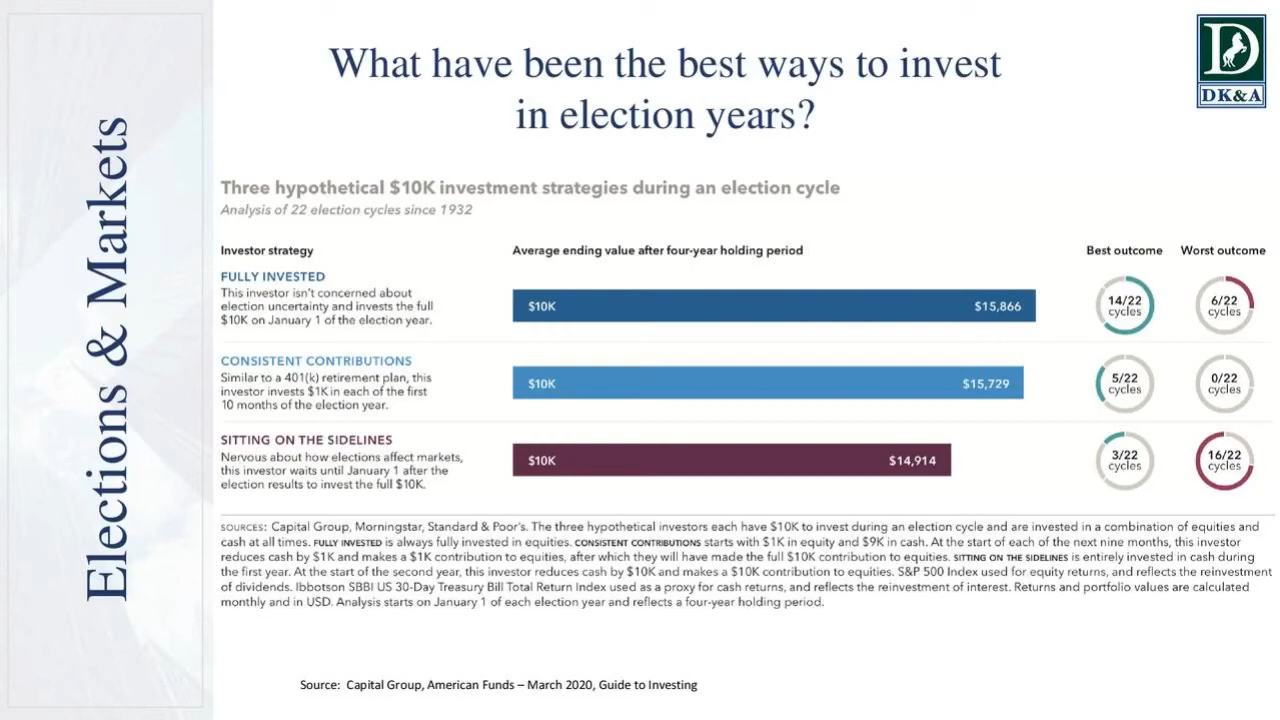 Elections & Markets
What have been the best ways to invest
in election years?
D
DK&A
Three hypothetical $10K investment strategies during an election cycle
Analysis of 22 election cycles since 1932
Investor strategy
Average ending value after four-year holding period
Best outcome
Worst outcome
FULLY INVESTED
This investor isn't concerned about
election uncertainty and invests the full
$10K on January 1 of the election year.
$10K
$15,866
14/22
cycles
6/22
cycles
CONSISTENT CONTRIBUTIONS
Similar to a 401(k) retirement plan, this
investor invests $1K in each of the first
10 months of the election year.
$10K
$15,729
5/22
cycles
0/22
cycles
SITTING ON THE SIDELINES
Nervous about how elections affect markets,
this investor waits until January 1 after the
election results to invest the full $10K.
$10K
$14,914
3/22
cycles
16/22
cycles
SOURCES: Capital Group, Morningstar, Standard & Poor's. The three hypothetical investors each have $10K to invest during an election cycle and are invested in a combination of equities and
cash at all times. FULLY INVESTED is always fully invested in equities. CONSISTENT CONTRIBUTIONS starts with $1K in equity and $9K in cash. At the start of each of the next nine months, this investor
reduces cash by $1K and makes a $1K contribution to equities, after which they will have made the full $10K contribution to equities. SITTING ON THE SIDELINES is entirely invested in cash during
the first year. At the start of the second year, this investor reduces cash by $10K and makes a $10K contribution to equities. S&P 500 Index used for equity returns, and reflects the reinvestment
of dividends. Ibbotson SBBI US 30-Day Treasury Bill Total Return Index used as a proxy for cash returns, and reflects the reinvestment of interest. Returns and portfolio values are calculated
monthly and in USD. Analysis starts on January 1 of each election year and reflects a four-year holding period.
Source: Capital Group, American Funds – March 2020, Guide to Investing